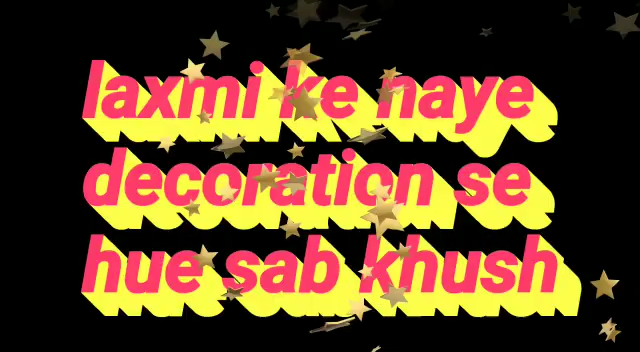 laxmi ke naye
decoration se
hue sab khush